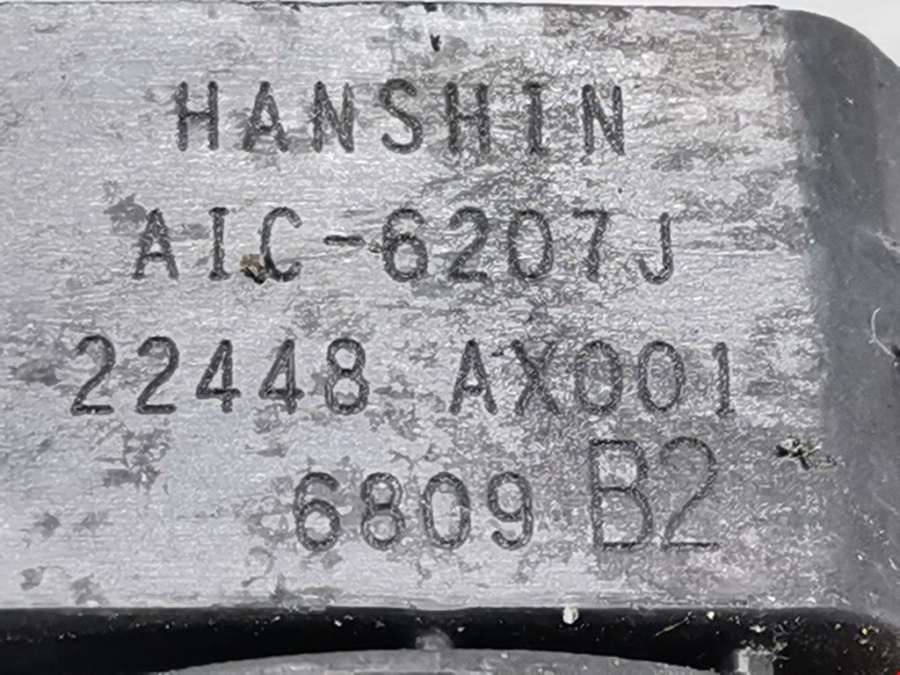 HANSHIN
AIC-6207J
22448 AX001
6809 B2